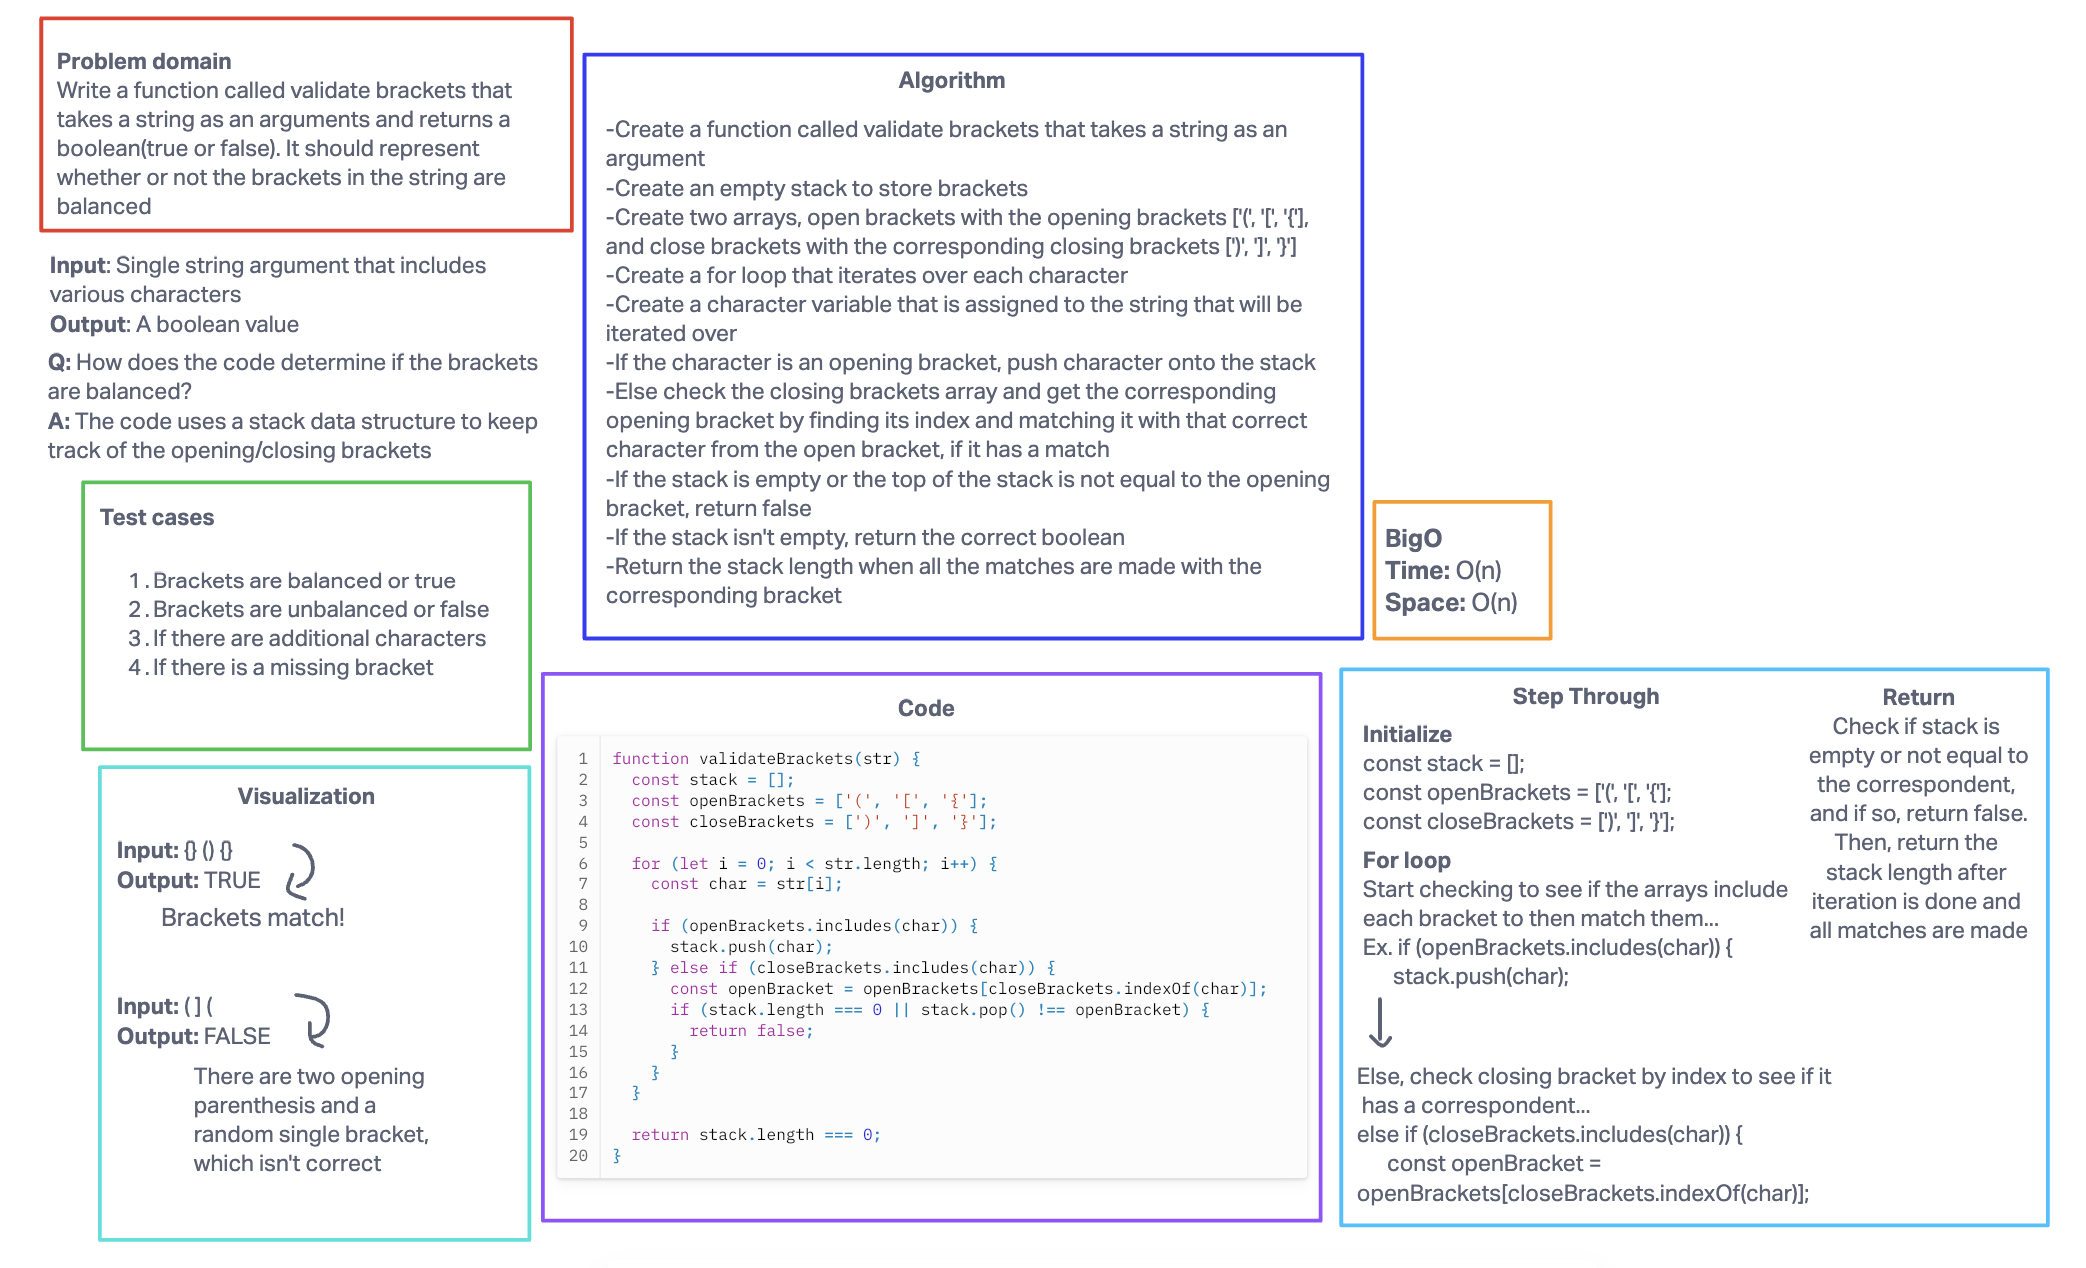 Problem domain
Write a function called validate brackets that
takes a string as an arguments and returns a
boolean(true or false). It should represent
whether or not the brackets in the string are
balanced
Input: Single string argument that includes
various characters
Output: A boolean value
Q: How does the code determine if the brackets
are balanced?
A: The code uses a stack data structure to keep
track of the opening/closing brackets
Test cases
1. Brackets are balanced or true
2. Brackets are unbalanced or false
3. If there are additional characters
4. If there is a missing bracket
Visualization
Input: {} () {}
Output: TRUE
Brackets match!
Input: ( ] (
Output: FALSE
There are two opening
parenthesis and a
random single bracket,
which isn't correct
Algorithm
-Create a function called validate brackets that takes a string as an
argument
-Create an empty stack to store brackets
-Create two arrays, open brackets with the opening brackets ['(', '[', '{'],
and close brackets with the corresponding closing brackets [')', ']', '}']
-Create a for loop that iterates over each character
-Create a character variable that is assigned to the string that will be
iterated over
-If the character is an opening bracket, push character onto the stack
-Else check the closing brackets array and get the corresponding
opening bracket by finding its index and matching it with that correct
character from the open bracket, if it has a match
-If the stack is empty or the top of the stack is not equal to the opening
bracket, return false
-If the stack isn't empty, return the correct boolean
-Return the stack length when all the matches are made with the
corresponding bracket
BigO
Time: O(n)
Space: O(n)
Code
1 function validateBrackets(str) {
2 const stack = [];
3 const openBrackets = ['(', '[', '{'];
4 const closeBrackets = [')', ']', '}'];
5
6 for (let i = 0; i < str.length; i++) {
7 const char = str[i];
8
9 if (openBrackets.includes(char)) {
10 stack.push(char);
11 } else if (closeBrackets.includes(char)) {
12 const openBracket = openBrackets[closeBrackets.indexOf(char)];
13 if (stack.length === 0 || stack.pop() !== openBracket) {
14 return false;
15 }
16 }
17 }
18
19 return stack.length === 0;
20 }
Step Through
Initialize
const stack = [];
const openBrackets = ['(', '[', '{'];
const closeBrackets = [')', ']', '}'];
For loop
Start checking to see if the arrays include
each bracket to then match them...
Ex. if (openBrackets.includes(char)) {
stack.push(char);
Else, check closing bracket by index to see if it
has a correspondent...
else if (closeBrackets.includes(char)) {
const openBracket =
openBrackets[closeBrackets.indexOf(char)];
Return
Check if stack is
empty or not equal to
the correspondent,
and if so, return false.
Then, return the
stack length after
iteration is done and
all matches are made